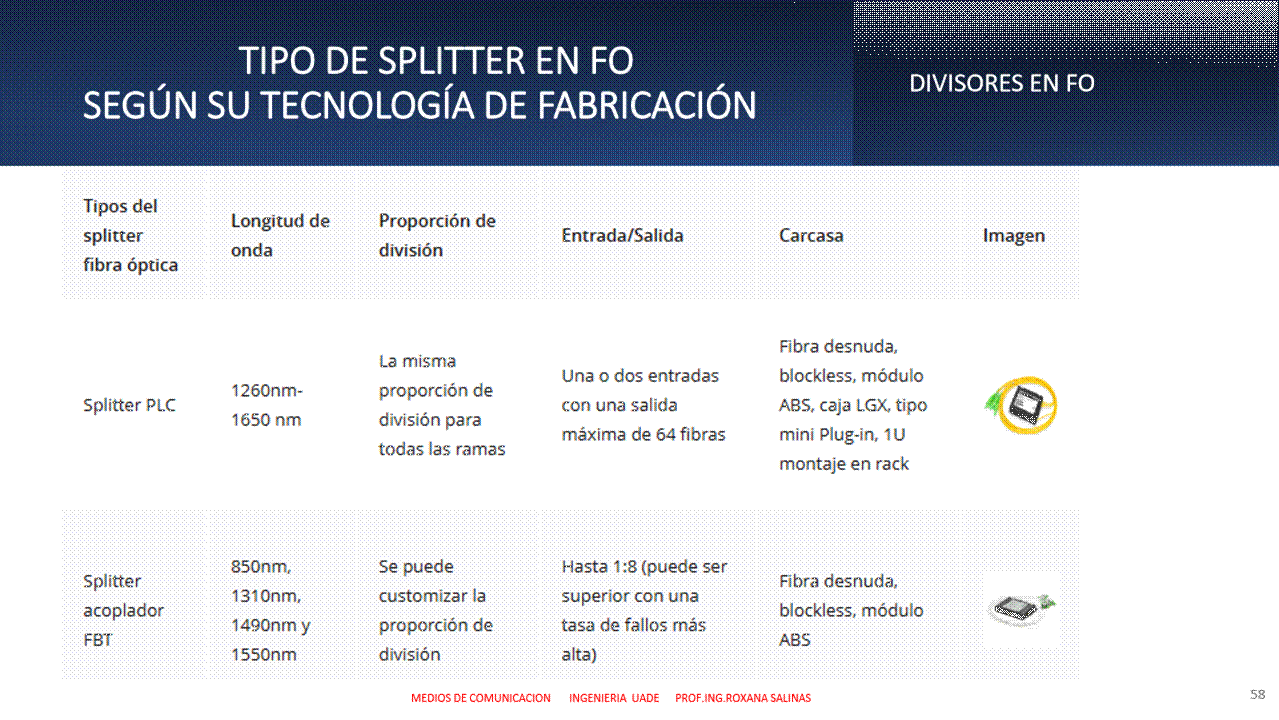 TIPO DE SPLITTER EN FO
SEGÚN SU TECNOLOGÍA DE FABRICACIÓN
DIVISORES EN FO
Tipos del
splitter
fibra óptica
Longitud de
onda
Proporción de
división
Entrada/Salida
Carcasa
Imagen
Splitter PLC
1260nm-
1650 nm
La misma
proporción de
división para
todas las ramas
Una o dos entradas
con una salida
máxima de 64 fibras
Fibra desnuda,
blockless, módulo
ABS, caja LGX, tipo
mini Plug-in, 1U
montaje en rack
Splitter
acoplador
FBT
850nm,
1310nm,
1490nm y
1550nm
Se puede
customizar la
proporción de
división
Hasta 1:8 (puede ser
superior con una
tasa de fallos más
alta)
Fibra desnuda,
blockless, módulo
ABS
MEDIOS DE COMUNICACION INGENIERIA UADE PROF.ING.ROXANA SALINAS
58